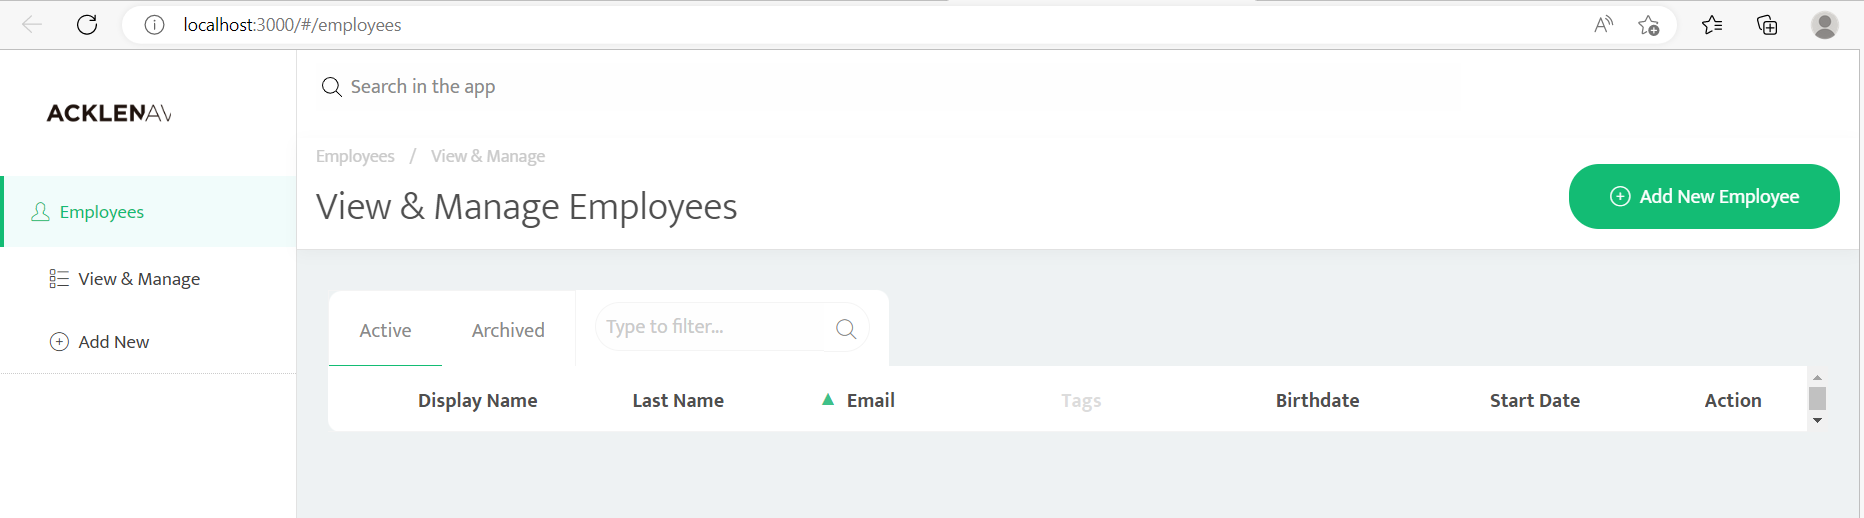 localhost:3000/#/employees
Search in the app
ACKLENAV
Employees / View & Manage
View & Manage Employees
Add New Employee
Employees
View & Manage
Add New
Active Archived Type to filter...
Display Name Last Name Email Tags Birthdate Start Date Action